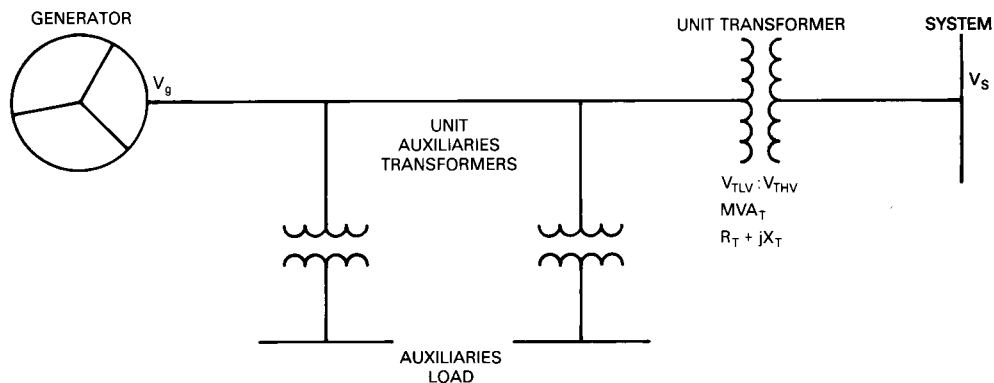 GENERATOR
V_g
UNIT
AUXILIARIES
TRANSFORMERS
UNIT TRANSFORMER
SYSTEM
V_S
V_TLV : V_THV
MVA_T
R_T + jX_T
AUXILIARIES
LOAD